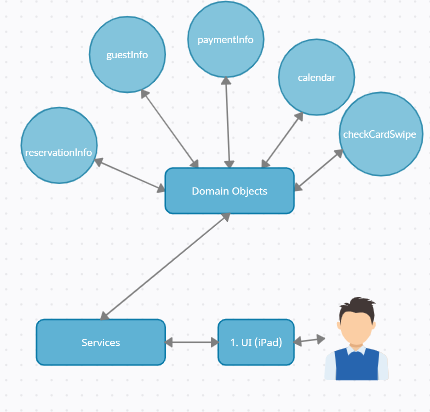 paymentInfo
guestInfo
calendar
checkCardSwipe
reservationInfo
Domain Objects
Services
1. UI (iPad)